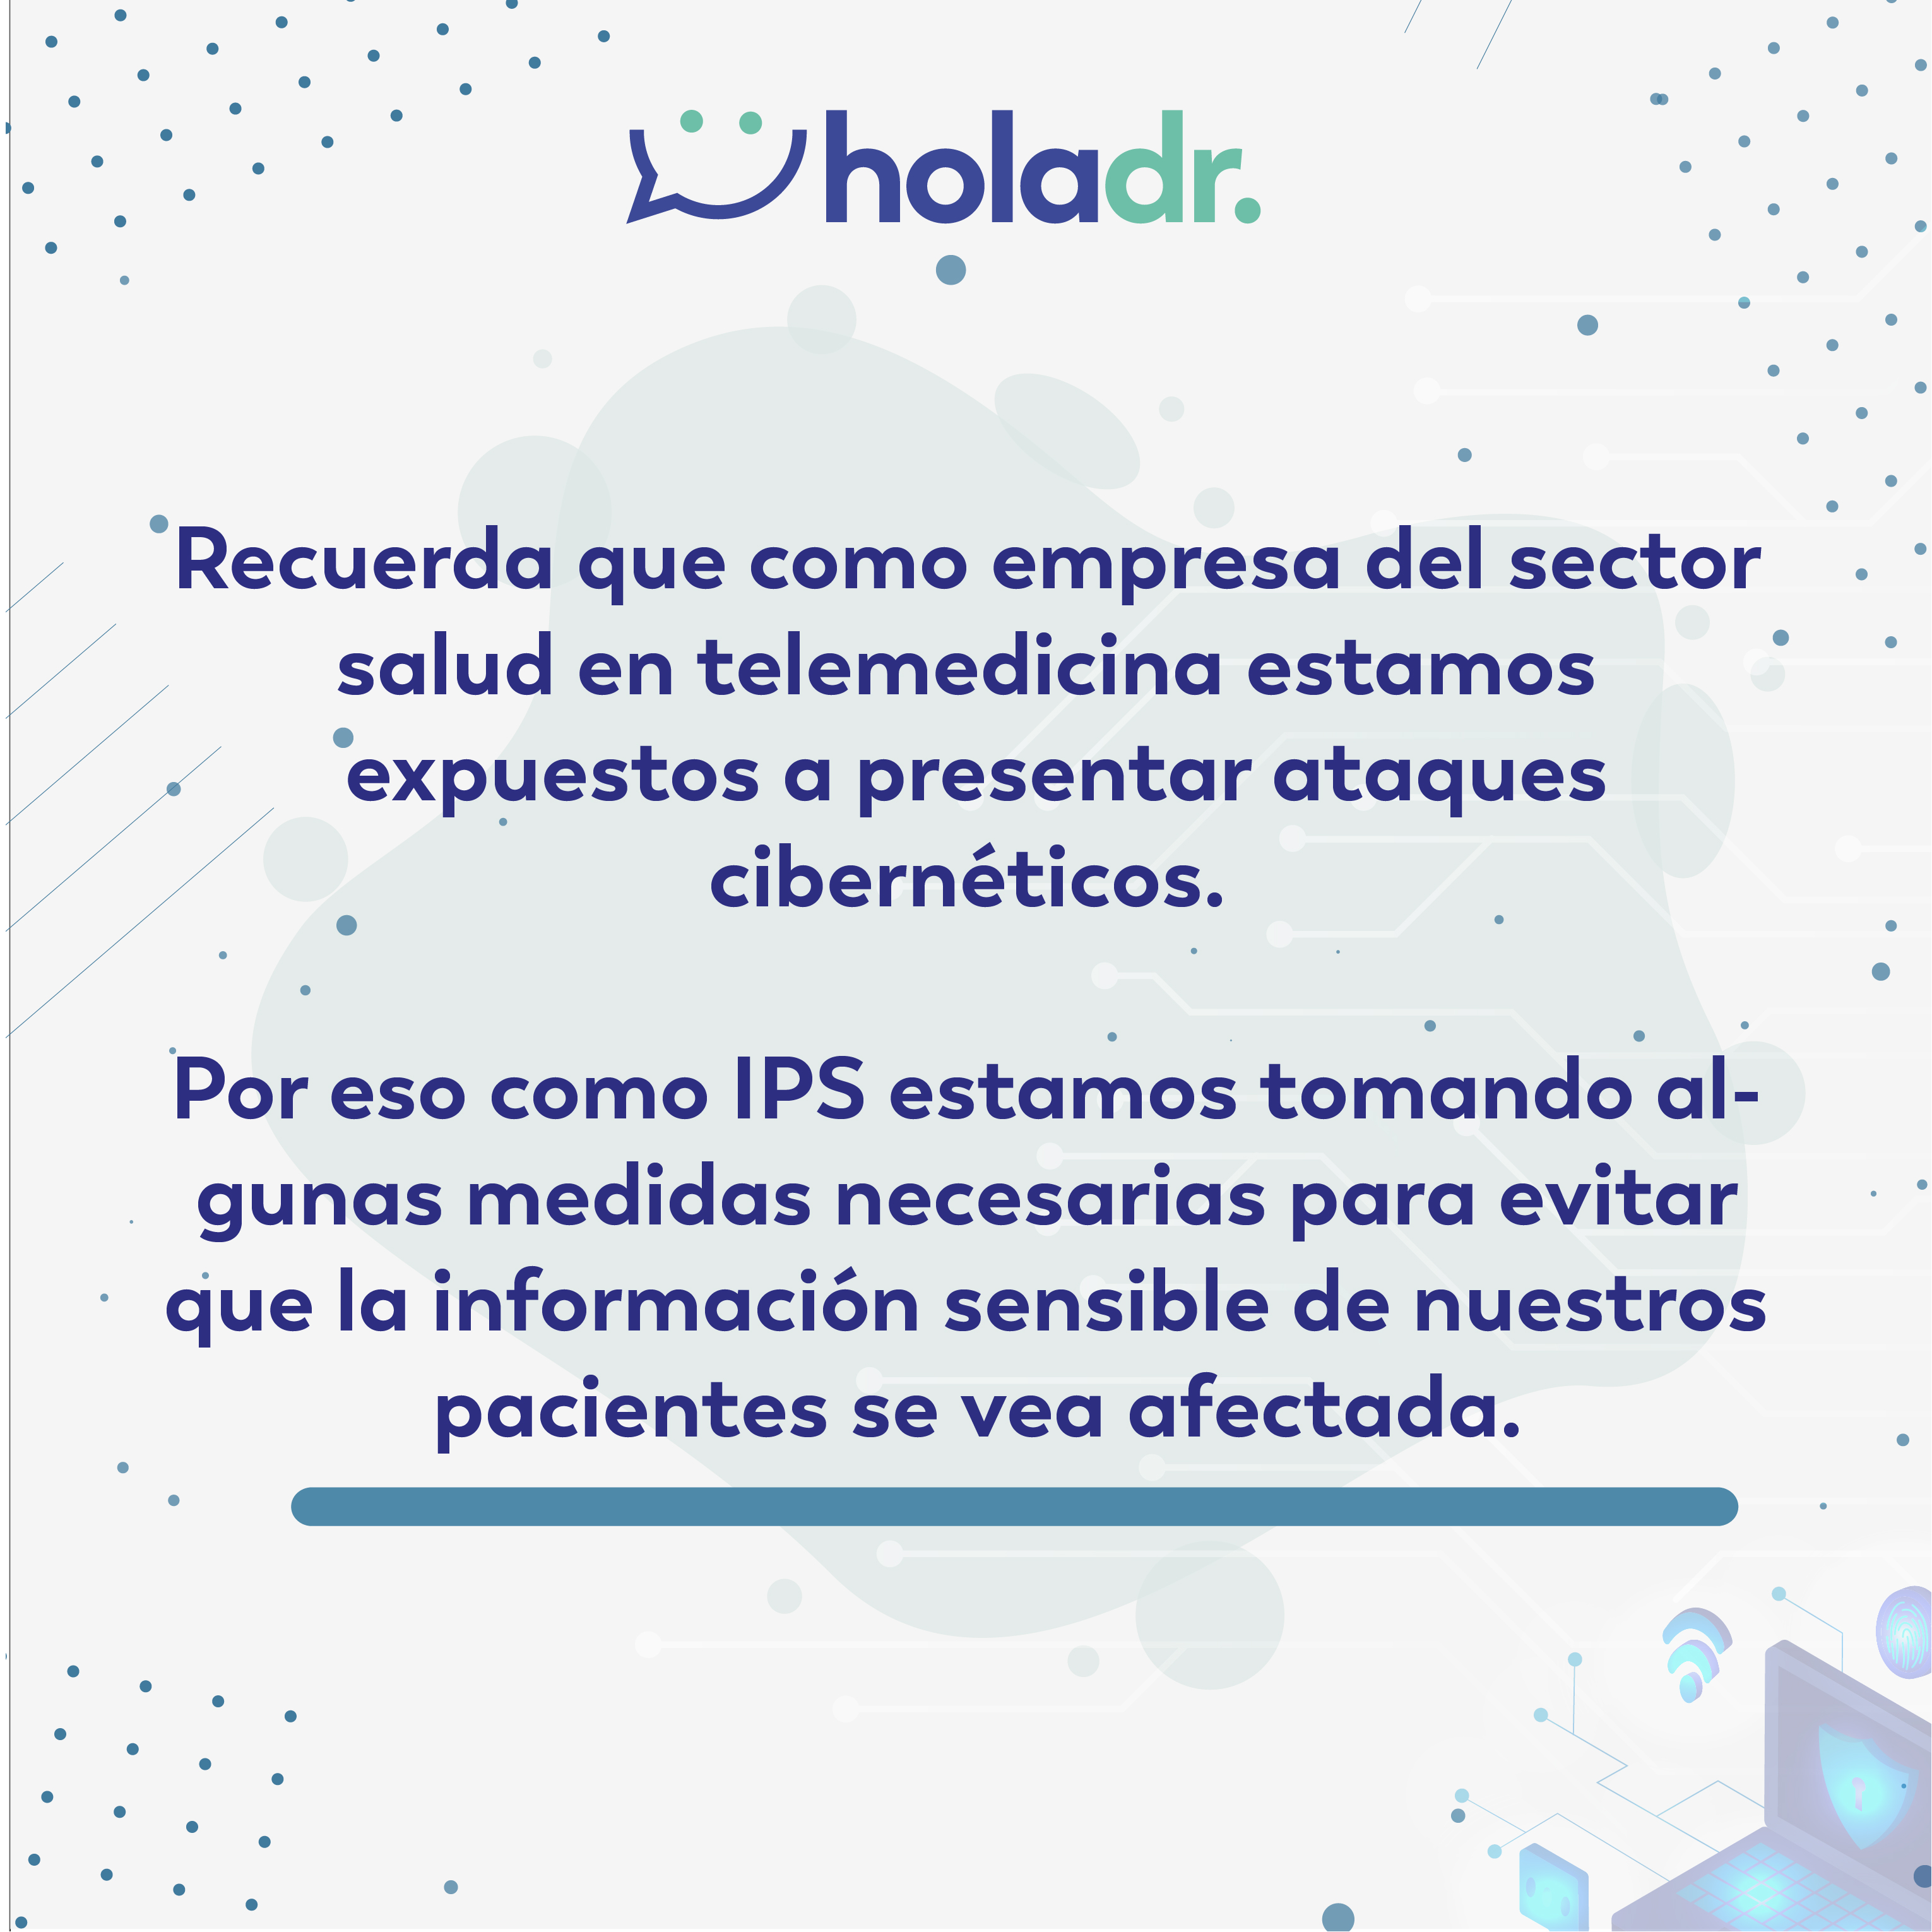 holadr.
Recuerda que como empresa del sector
salud en telemedicina estamos
expuestos a presentar ataques
cibernéticos.
Por eso como IPS estamos tomando al-
gunas medidas necesarias para evitar
que la información sensible de nuestros
pacientes se vea afectada.